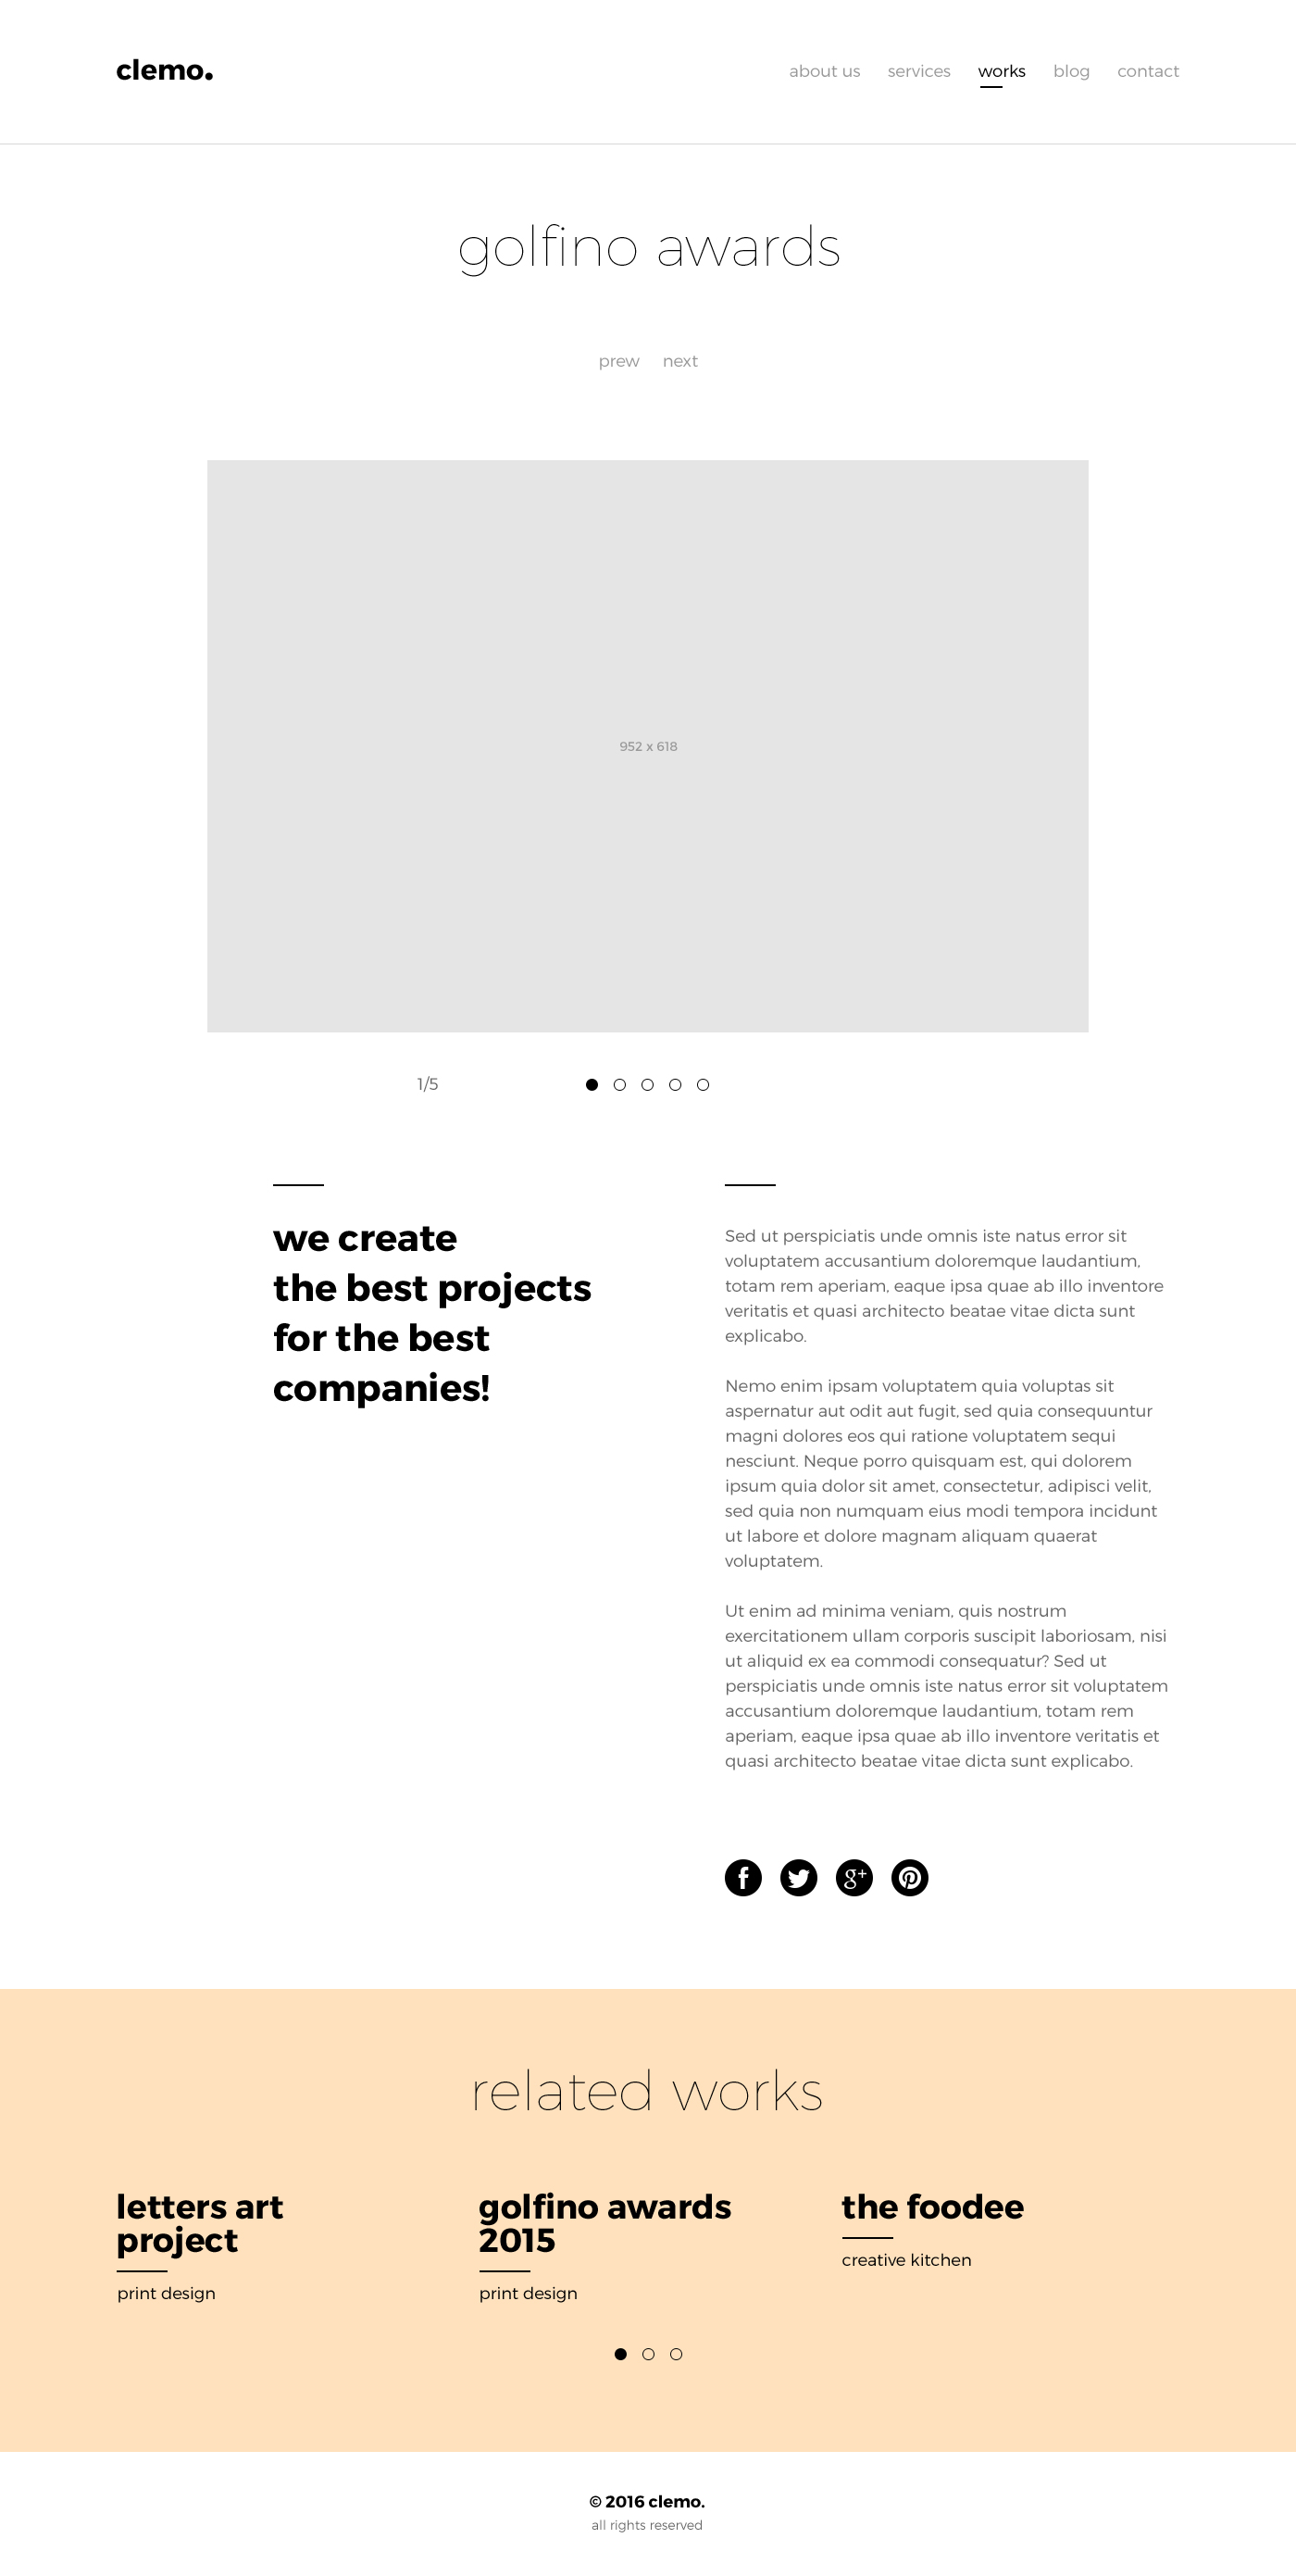 clemo.
about us services works blog contact
golfino awards
prew next
952 x 618
1/5
we create
the best projects
for the best
companies!
Sed ut perspiciatis unde omnis iste natus error sit
voluptatem accusantium doloremque laudantium,
totam rem aperiam, eaque ipsa quae ab illo inventore
veritatis et quasi architecto beatae vitae dicta sunt
explicabo.
Nemo enim ipsam voluptatem quia voluptas sit
aspernatur aut odit aut fugit, sed quia consequuntur
magni dolores eos qui ratione voluptatem sequi
nesciunt. Neque porro quisquam est, qui dolorem
ipsum quia dolor sit amet, consectetur, adipisci velit,
sed quia non numquam eius modi tempora incidunt
ut labore et dolore magnam aliquam quaerat
voluptatem.
Ut enim ad minima veniam, quis nostrum
exercitationem ullam corporis suscipit laboriosam, nisi
ut aliquid ex ea commodi consequatur? Sed ut
perspiciatis unde omnis iste natus error sit voluptatem
accusantium doloremque laudantium, totam rem
aperiam, eaque ipsa quae ab illo inventore veritatis et
quasi architecto beatae vitae dicta sunt explicabo.
related works
letters art
project
print design
golfino awards
2015
print design
the foodee
creative kitchen
© 2016 clemo.
all rights reserved